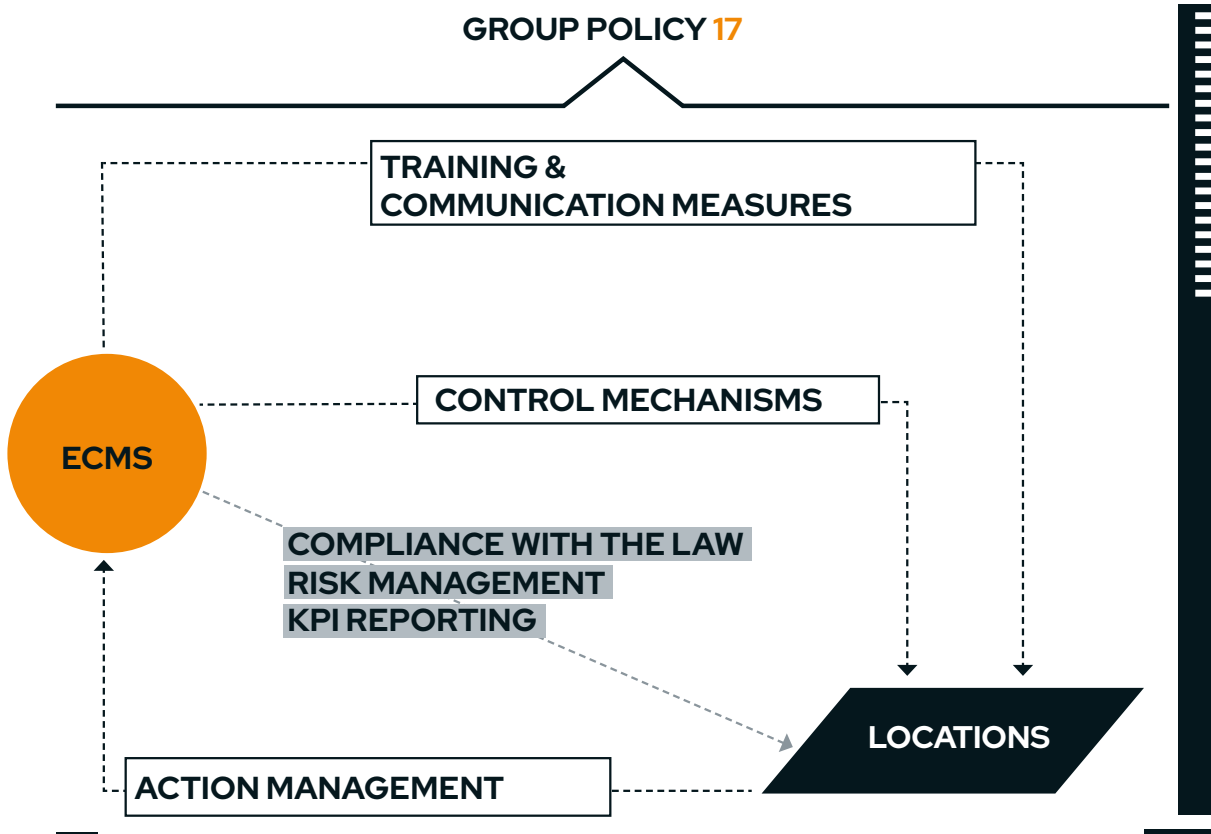 GROUP POLICY 17
TRAINING &
COMMUNICATION MEASURES
CONTROL MECHANISMS
ECMS
COMPLIANCE WITH THE LAW
RISK MANAGEMENT
KPI REPORTING
LOCATIONS
ACTION MANAGEMENT